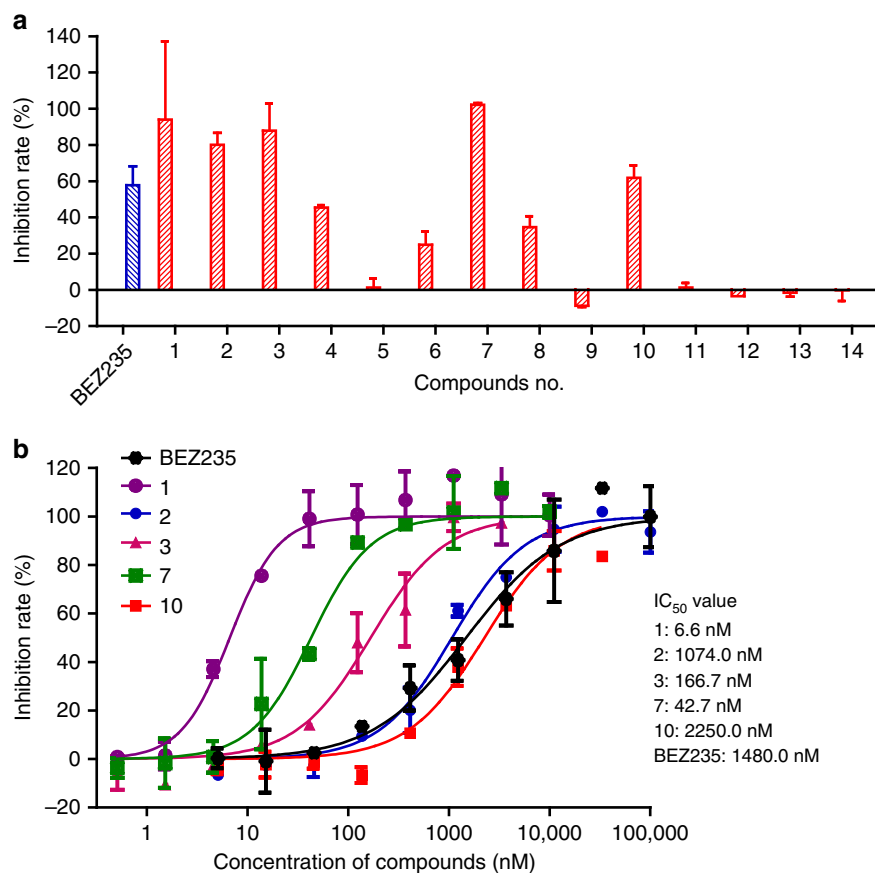 a
Inhibition rate (%)
140
120
100
80
60
40
20
0
−20
BEZ235 1 2 3 4 5 6 7 8 9 10 11 12 13 14
Compounds no.
b
BEZ235
1
2
3
7
10
Inhibition rate (%)
120
100
80
60
40
20
0
−20
1 10 100 1000 10,000 100,000
Concentration of compounds (nM)
IC50 value
1: 6.6 nM
2: 1074.0 nM
3: 166.7 nM
7: 42.7 nM
10: 2250.0 nM
BEZ235: 1480.0 nM